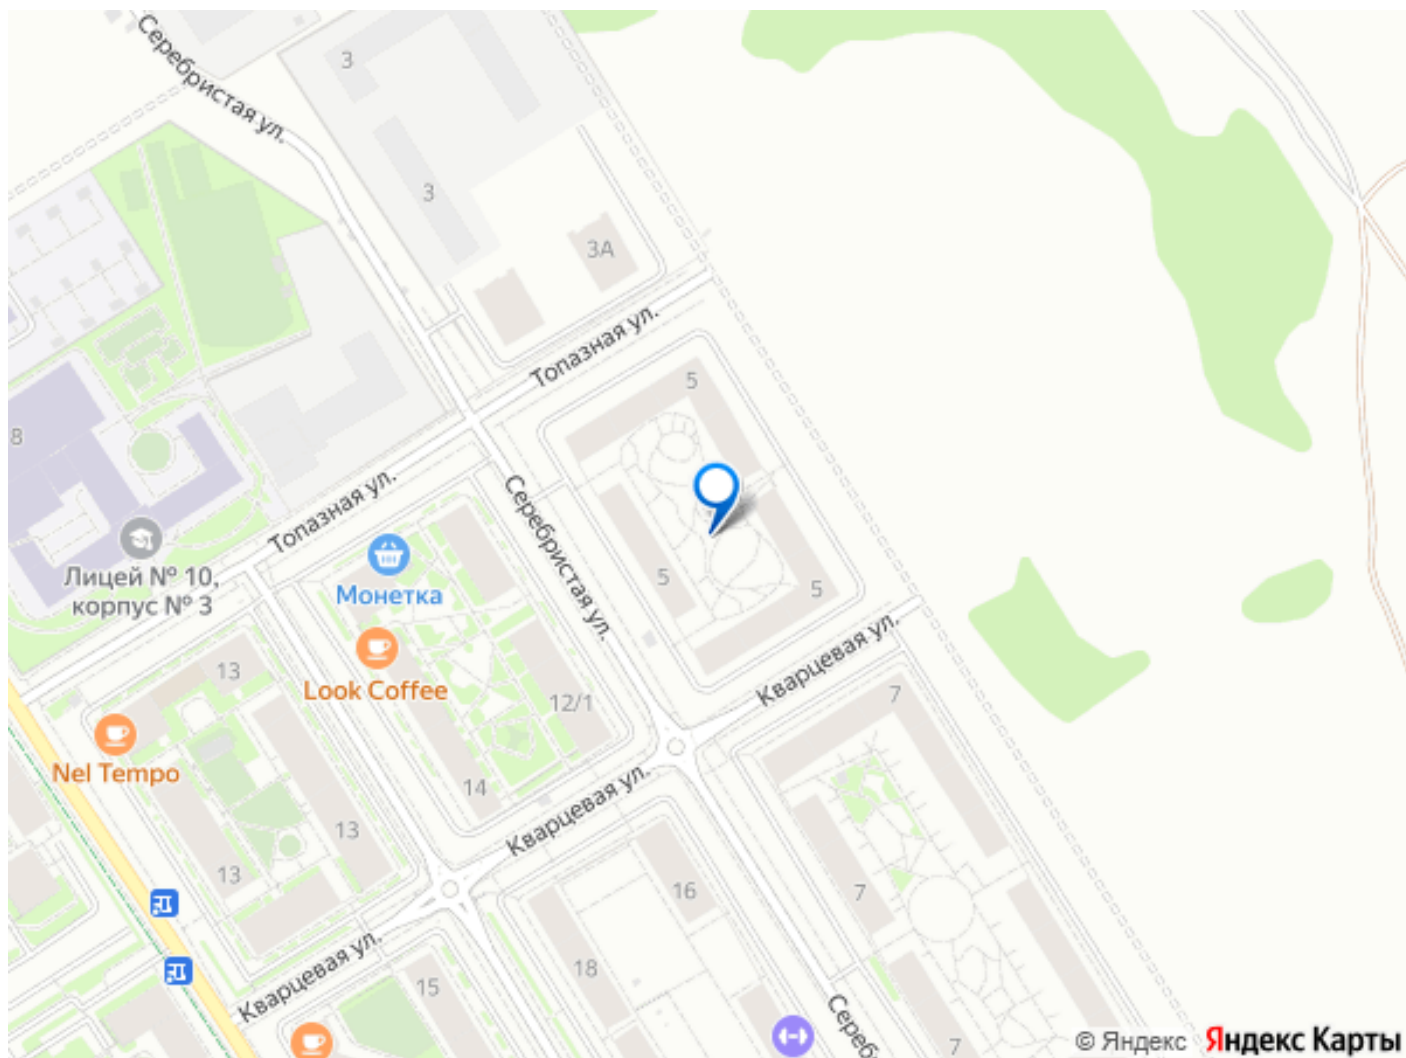 Серебристая ул.
3
3
3А
Топазная ул.
5
8
Топазная ул.
Серебристая ул.
Лицей № 10,
корпус № 3
Монетка
5
5
Кварцевая ул.
13
Look Coffee
12/1
7
Nel Tempo
14
Кварцевая ул.
13
13
16
7
Кварцевая ул.
18
15
Сереб
7
© Яндекс Яндекс Карты